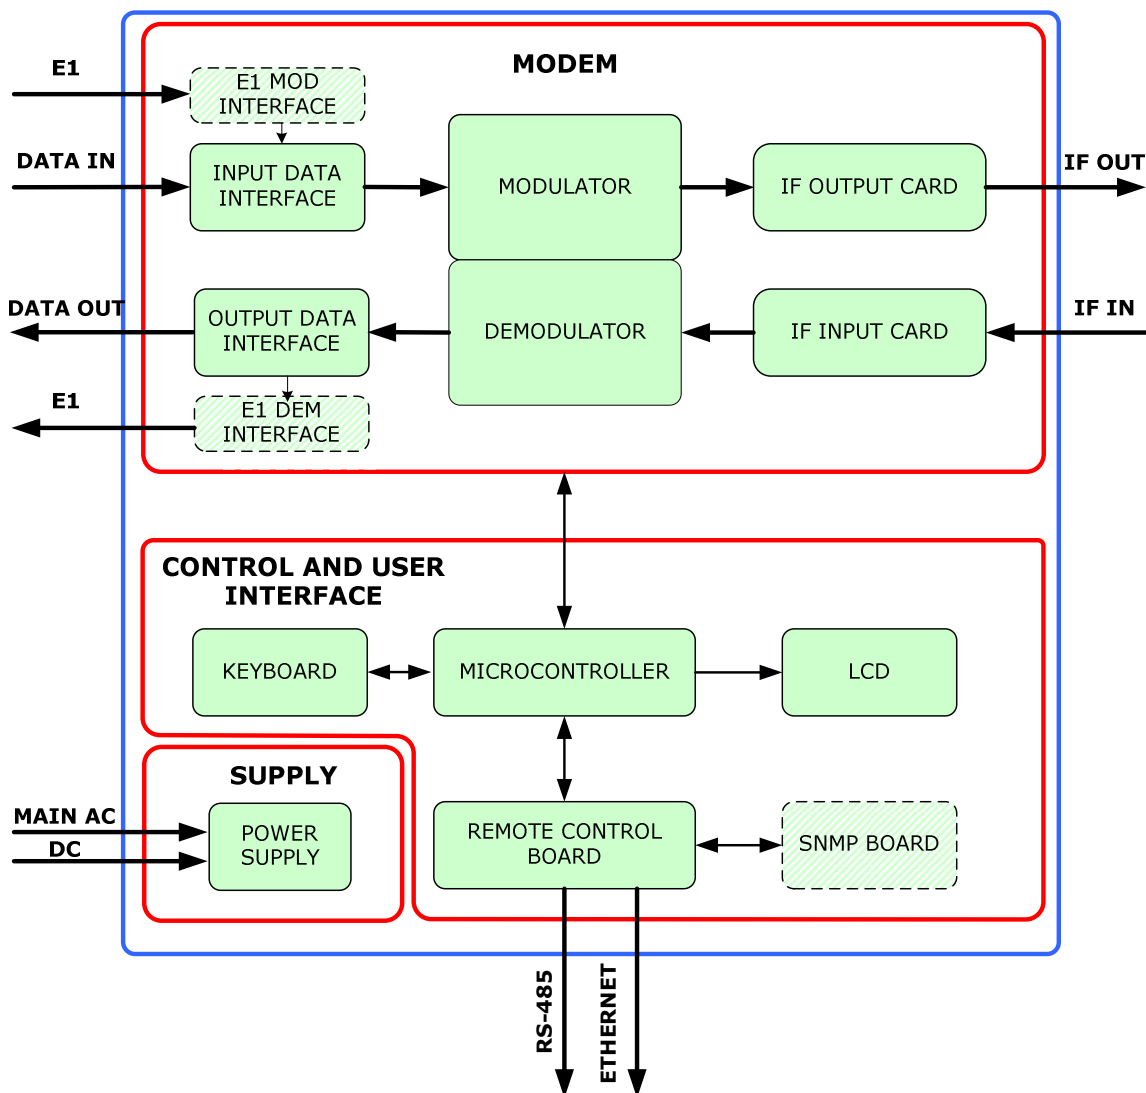 E1
MODEM
E1 MOD
INTERFACE
DATA IN
INPUT DATA
INTERFACE
MODULATOR
IF OUTPUT CARD
IF OUT
DATA OUT
OUTPUT DATA
INTERFACE
DEMODULATOR
IF INPUT CARD
IF IN
E1
E1 DEM
INTERFACE
CONTROL AND USER
INTERFACE
KEYBOARD
MICROCONTROLLER
LCD
SUPPLY
MAIN AC
DC
POWER
SUPPLY
REMOTE CONTROL
BOARD
SNMP BOARD
RS-485
ETHERNET